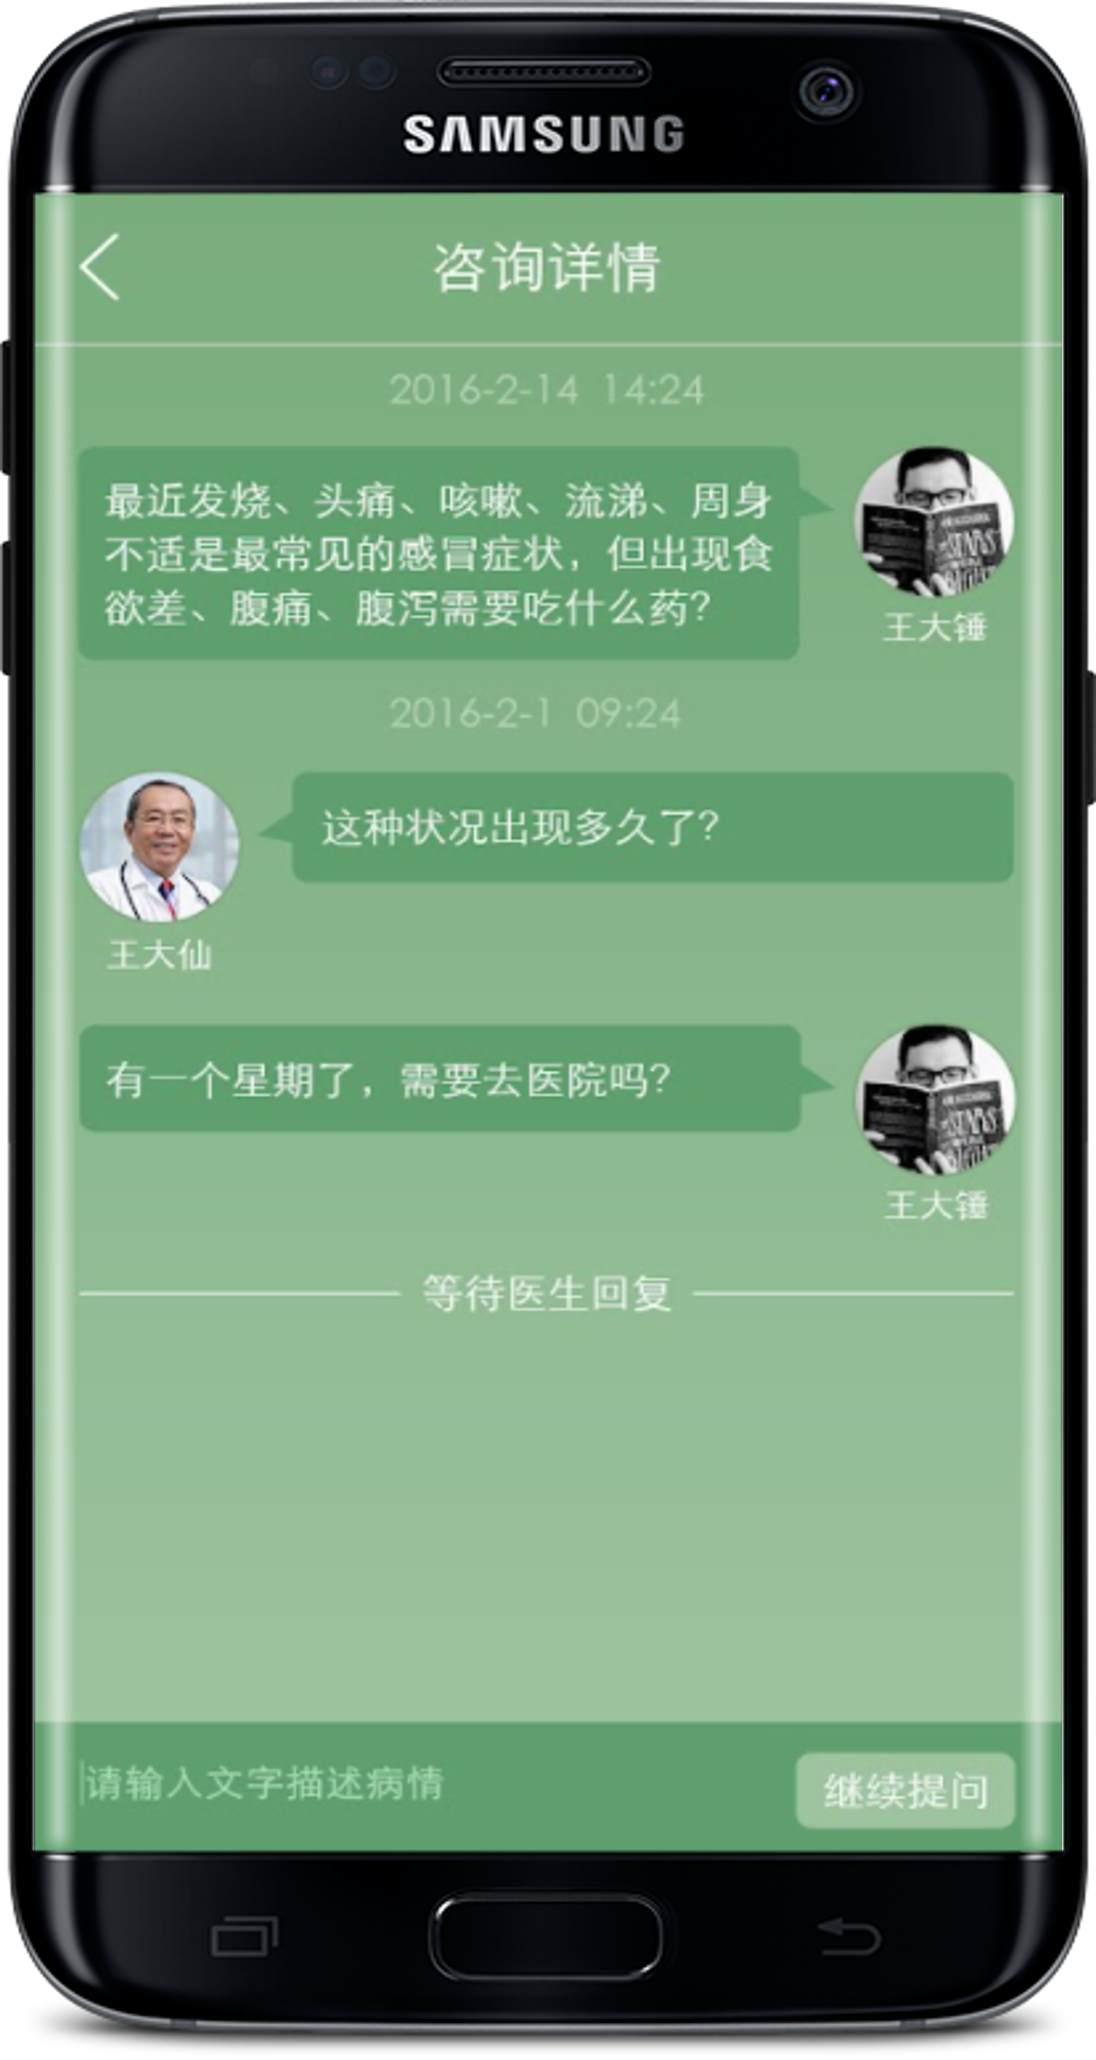 SAMSUNG
咨询详情
2016-2-14 14:24
最近发烧、头痛、咳嗽、流涕、周身
不适是最常见的感冒症状，但出现食
欲差、腹痛、腹泻需要吃什么药？
王大锤
2016-2-1 09:24
这种状况出现多久了？
王大仙
有一个星期了，需要去医院吗？
王大锤
等待医生回复
请输入文字描述病情
继续提问